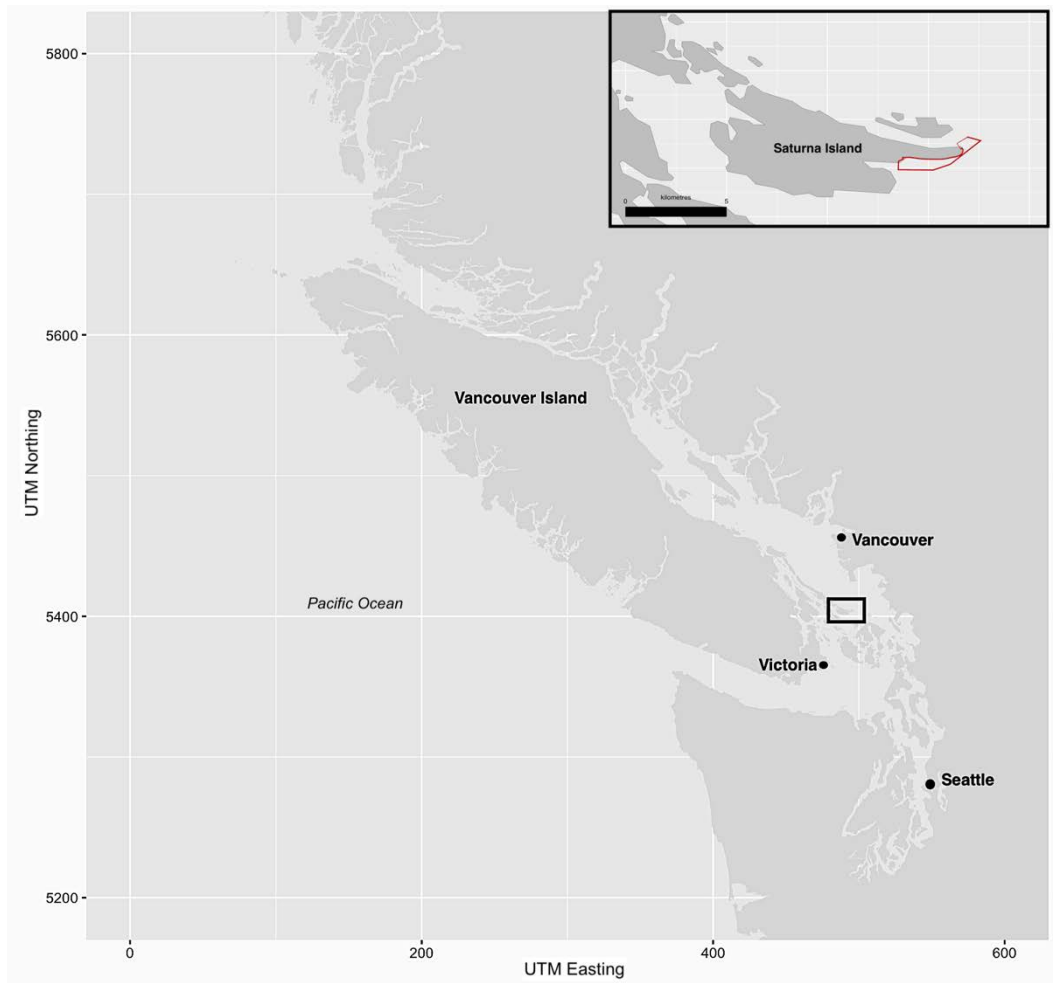 5800
Saturna Island
kilometres
0
5
5600
Vancouver Island
UTM Northing
Vancouver
Pacific Ocean
5400
Victoria
Seattle
5200
0
200
400
600
UTM Easting